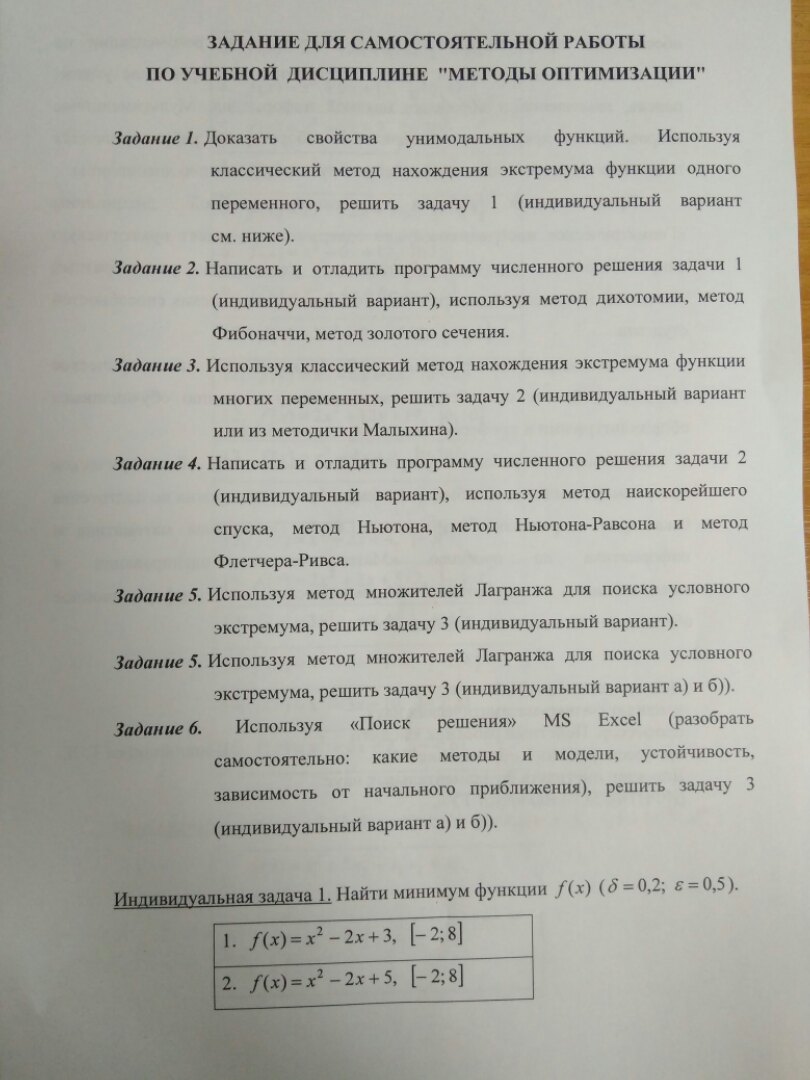 ЗАДАНИЕ ДЛЯ САМОСТОЯТЕЛЬНОЙ РАБОТЫ
ПО УЧЕБНОЙ ДИСЦИПЛИНЕ "МЕТОДЫ ОПТИМИЗАЦИИ"
Задание 1. Доказать свойства унимодальных функций. Используя
классический метод нахождения экстремума функции одного
переменного, решить задачу 1 (индивидуальный вариант
см. ниже).
Задание 2. Написать и отладить программу численного решения задачи 1
(индивидуальный вариант), используя метод дихотомии, метод
Фибоначчи, метод золотого сечения.
Задание 3. Используя классический метод нахождения экстремума функции
многих переменных, решить задачу 2 (индивидуальный вариант
или из методички Малыхина).
Задание 4. Написать и отладить программу численного решения задачи 2
(индивидуальный вариант), используя метод наискорейшего
спуска, метод Ньютона, метод Ньютона-Равсона и метод
Флетчера-Ривса.
Задание 5. Используя метод множителей Лагранжа для поиска условного
экстремума, решить задачу 3 (индивидуальный вариант).
Задание 5. Используя метод множителей Лагранжа для поиска условного
экстремума, решить задачу 3 (индивидуальный вариант а) и б)).
Задание 6. Используя «Поиск решения» MS Excel (разобрать
самостоятельно: какие методы и модели, устойчивость,
зависимость от начального приближения), решить задачу 3
(индивидуальный вариант а) и б)).
Индивидуальная задача 1. Найти минимум функции f(x) (δ = 0,2; ε = 0,5).
1. f(x) = x² − 2x + 3, [− 2; 8]
2. f(x) = x² − 2x + 5, [− 2; 8]